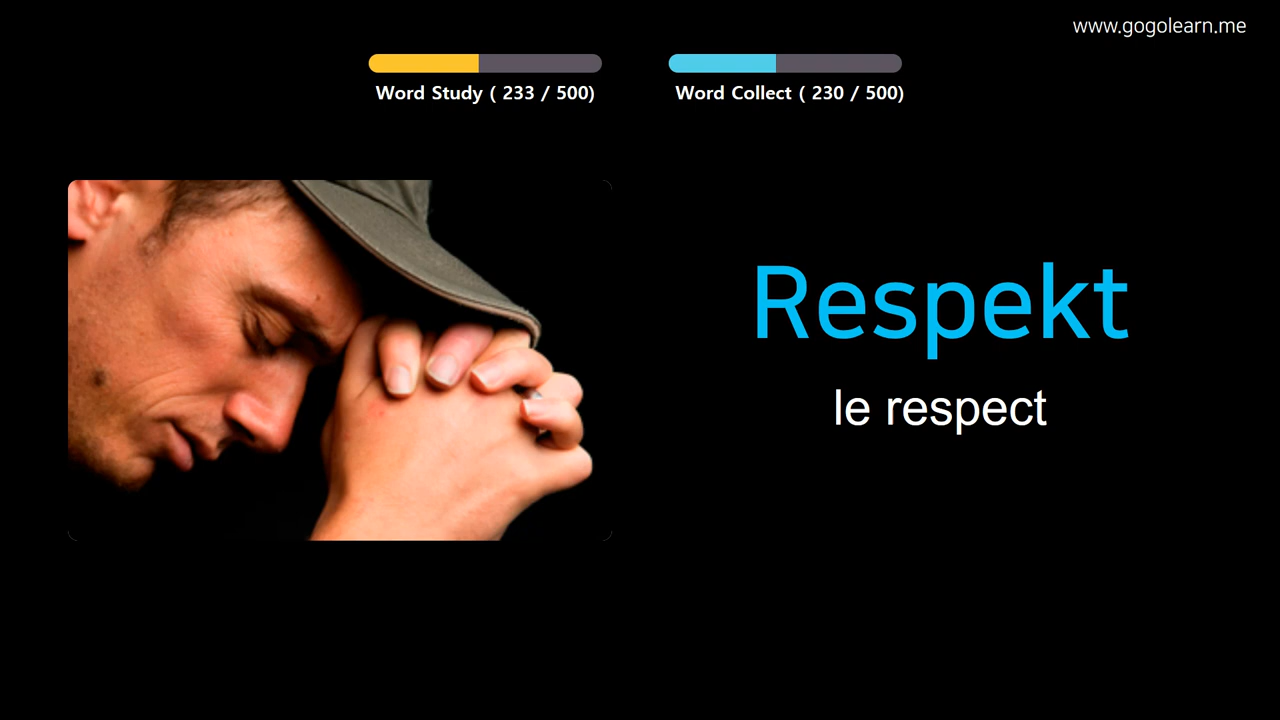 www.gogolearn.me
Word Study ( 233 / 500)
Word Collect ( 230 / 500)
Respekt
le respect